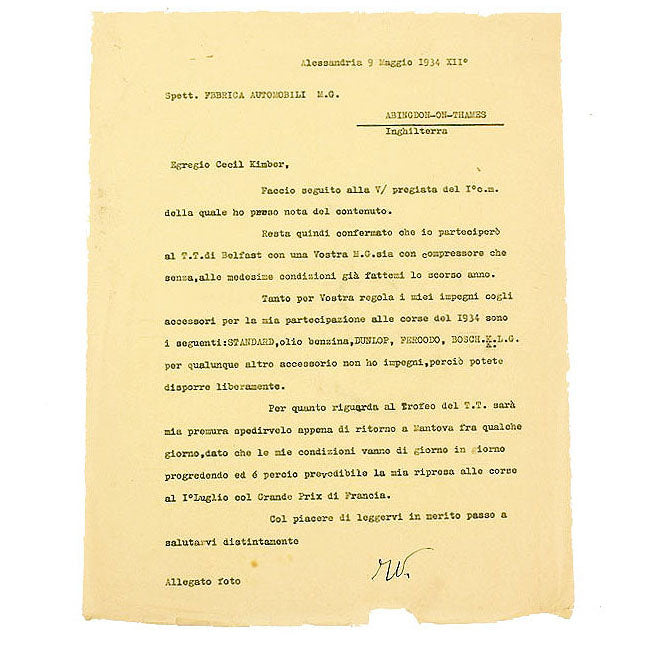 Alessandria 9 Maggio 1934 XII°
Spett. FEBRICA AUTOMOBILI M.G.
ABINGDON-ON-THAMES
Inghilterra
Egregio Cecil Kimber,
Faccio seguito alla V/ pregiata del I°c.m.
della quale ho preso nota del contenuto.
Resta quindi confermato che io parteciperò
al T.T.di Belfast con una Vostra M.G.sia con compressore che
senza,alle medesime condizioni già fattemi lo scorso anno.
Tanto per Vostra regola i miei impegni cogli
accessori per la mia partecipazione alle corse del 1934 sono
i seguenti:STANDARD,olio benzina,DUNLOP, FERCODO, BOSCH.K.L.G.
per qualunque altro accessorio non ho impegni,perciò potete
disporre liberamente.
Per quanto riguarda al Trofeo del T.T. sarà
mia premura spedirvelo appena di ritorno a Mantova fra qualche
giorno,dato che le mie condizioni vanno di giorno in giorno
progredendo ed é percio prevedibile la mia ripresa alle corse
al I°Luglio col Grande Prix di Francia.
Col piacere di leggervi in merito passo a
salutarvi distintamente
Allegato foto